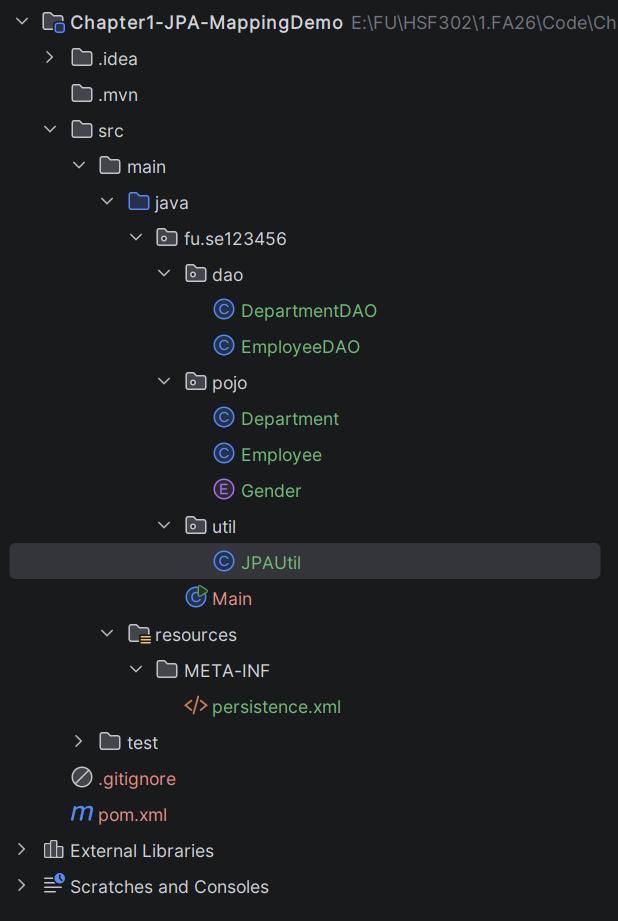 Chapter1-JPA-MappingDemo E:\FU\HSF302\1.FA26\Code\Ch
.idea
.mvn
src
main
java
fu.se123456
dao
C DepartmentDAO
C EmployeeDAO
pojo
C Department
C Employee
E Gender
util
C JPAUtil
C Main
resources
META-INF
</> persistence.xml
test
.gitignore
m pom.xml
External Libraries
Scratches and Consoles